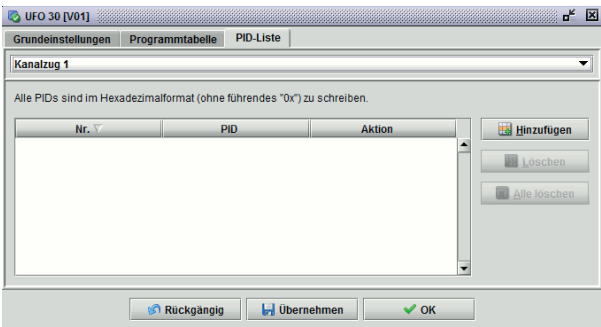 UFO 30 [V01]
Grundeinstellungen Programmtabelle PID-Liste
Kanalzug 1
Alle PIDs sind im Hexadezimalformat (ohne führendes "0x") zu schreiben.
Nr. PID Aktion
Hinzufügen
Löschen
Alle löschen
Rückgängig Übernehmen OK